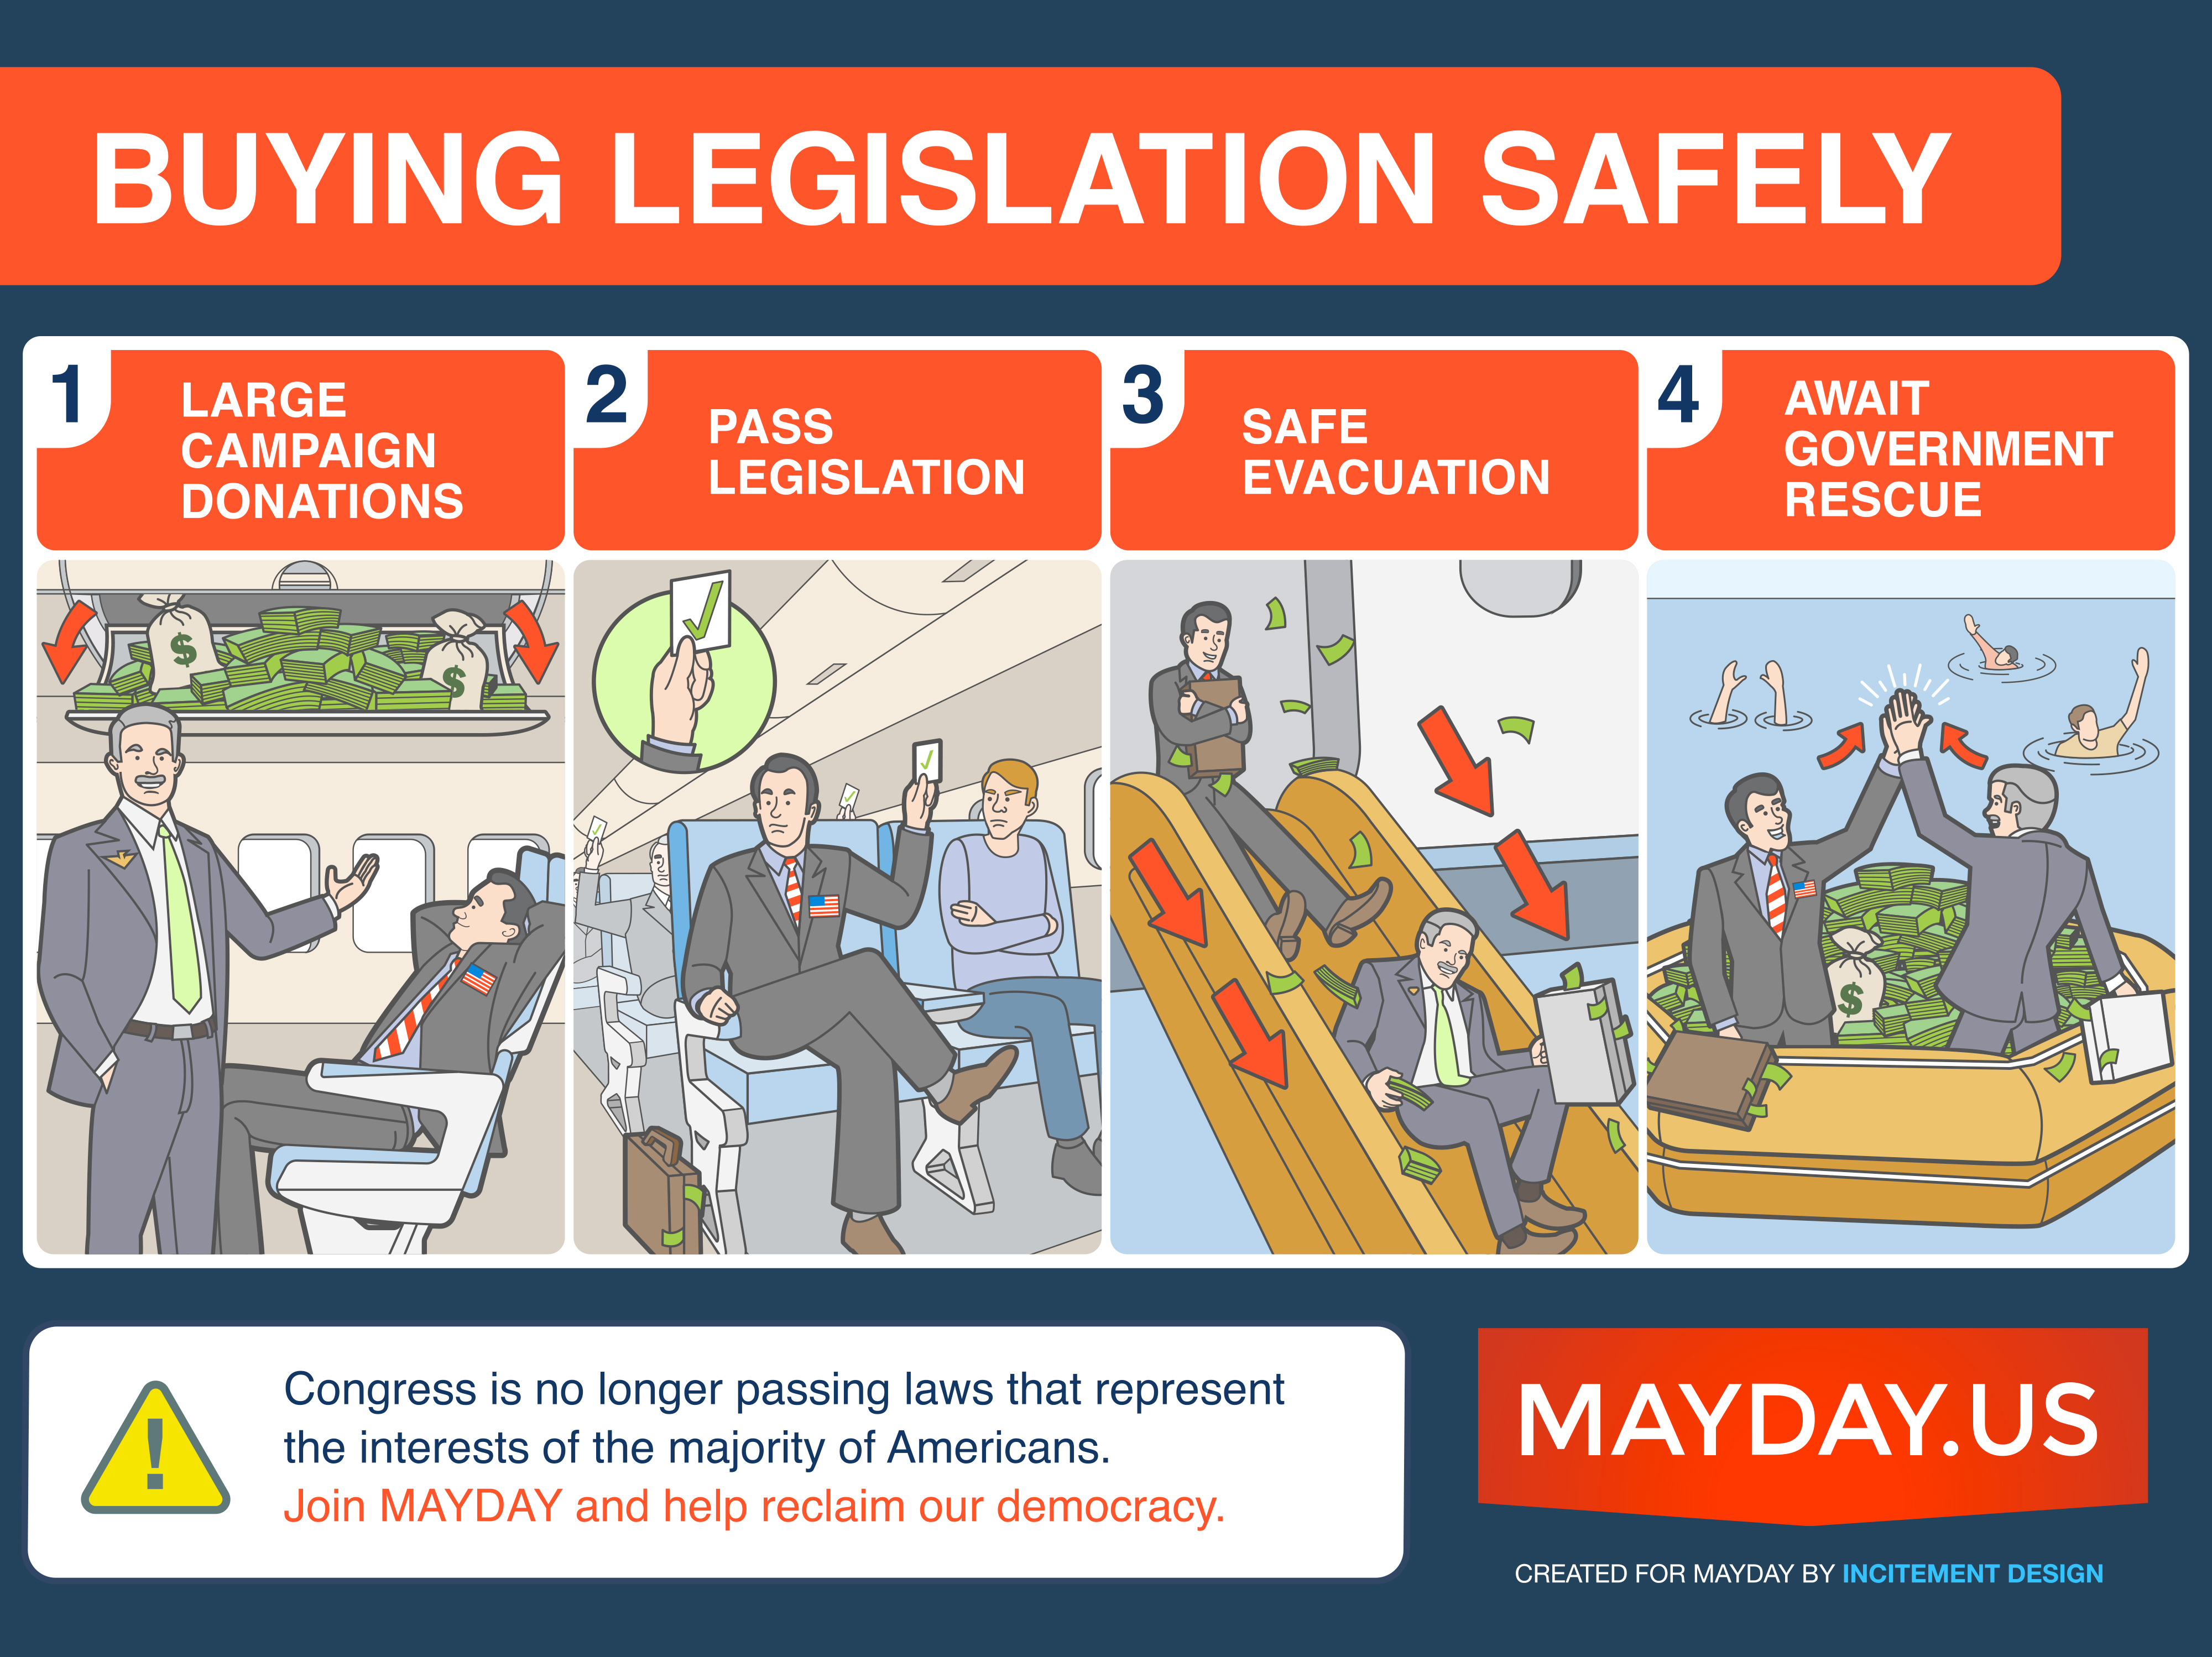 BUYING LEGISLATION SAFELY
1
LARGE
CAMPAIGN
DONATIONS
2
PASS
LEGISLATION
3
SAFE
EVACUATION
4
AWAIT
GOVERNMENT
RESCUE
$
$
$
!
Congress is no longer passing laws that represent
the interests of the majority of Americans.
Join MAYDAY and help reclaim our democracy.
MAYDAY.US
CREATED FOR MAYDAY BY INCITEMENT DESIGN